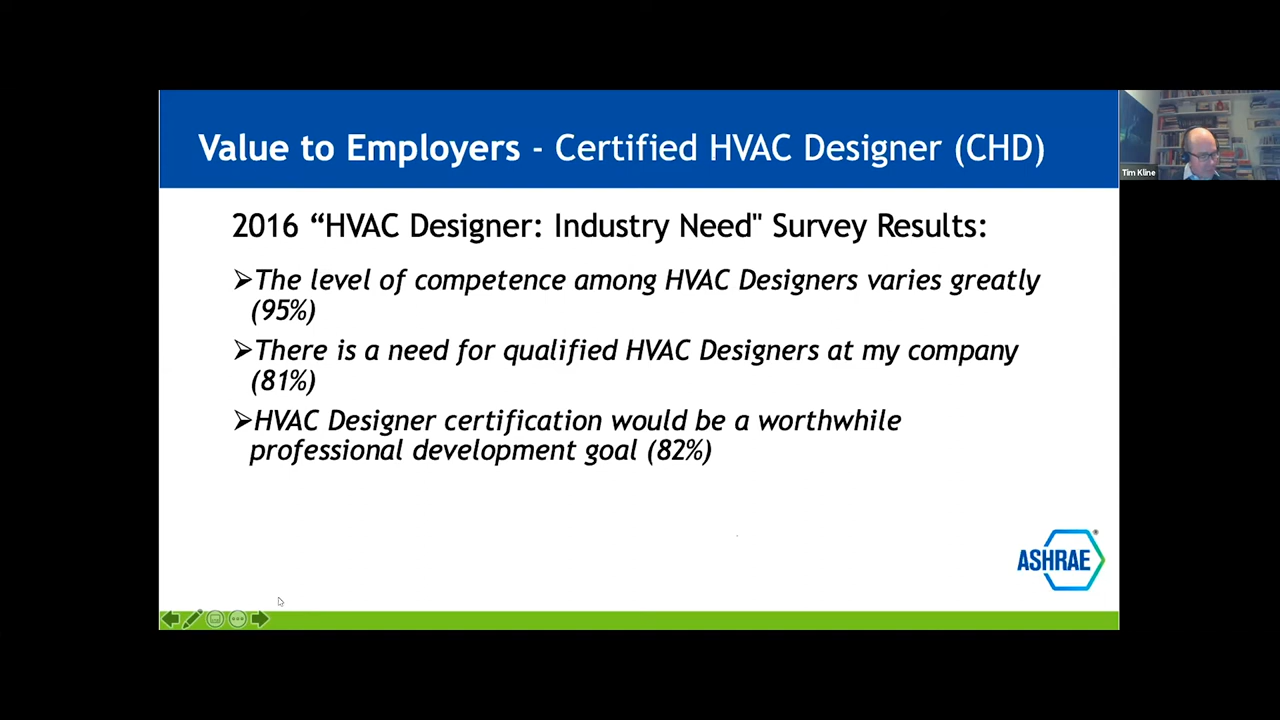 Value to Employers - Certified HVAC Designer (CHD)
Tim Kline
2016 “HVAC Designer: Industry Need" Survey Results:
The level of competence among HVAC Designers varies greatly
(95%)
There is a need for qualified HVAC Designers at my company
(81%)
HVAC Designer certification would be a worthwhile
professional development goal (82%)
ASHRAE®